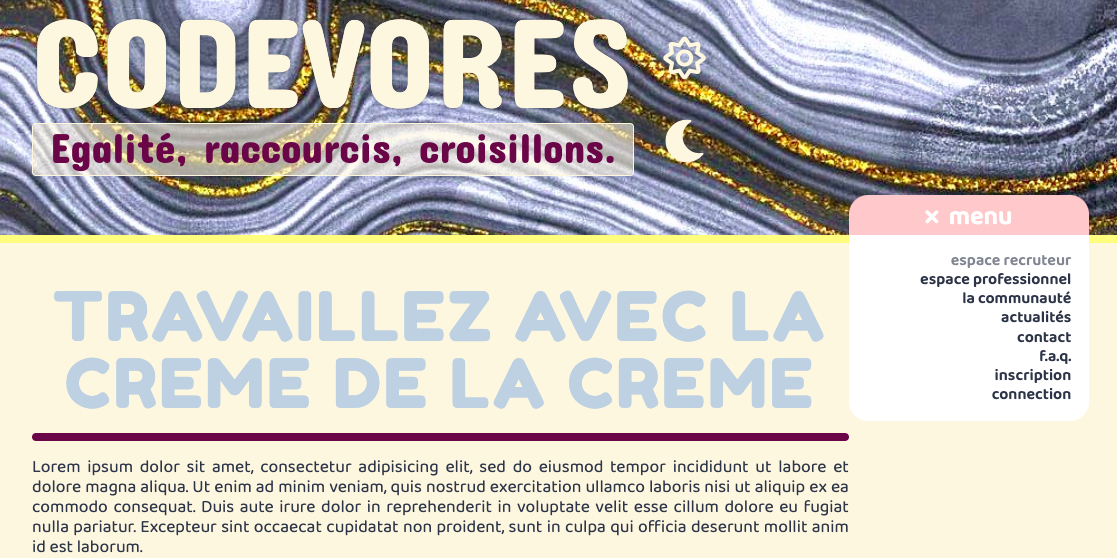 CODEVORES
Egalité, raccourcis, croisillons.
× menu
espace recruteur
espace professionnel
la communauté
actualités
contact
f.a.q.
inscription
connection
TRAVAILLEZ AVEC LA
CREME DE LA CREME
Lorem ipsum dolor sit amet, consectetur adipisicing elit, sed do eiusmod tempor incididunt ut labore et
dolore magna aliqua. Ut enim ad minim veniam, quis nostrud exercitation ullamco laboris nisi ut aliquip ex ea
commodo consequat. Duis aute irure dolor in reprehenderit in voluptate velit esse cillum dolore eu fugiat
nulla pariatur. Excepteur sint occaecat cupidatat non proident, sunt in culpa qui officia deserunt mollit anim
id est laborum.